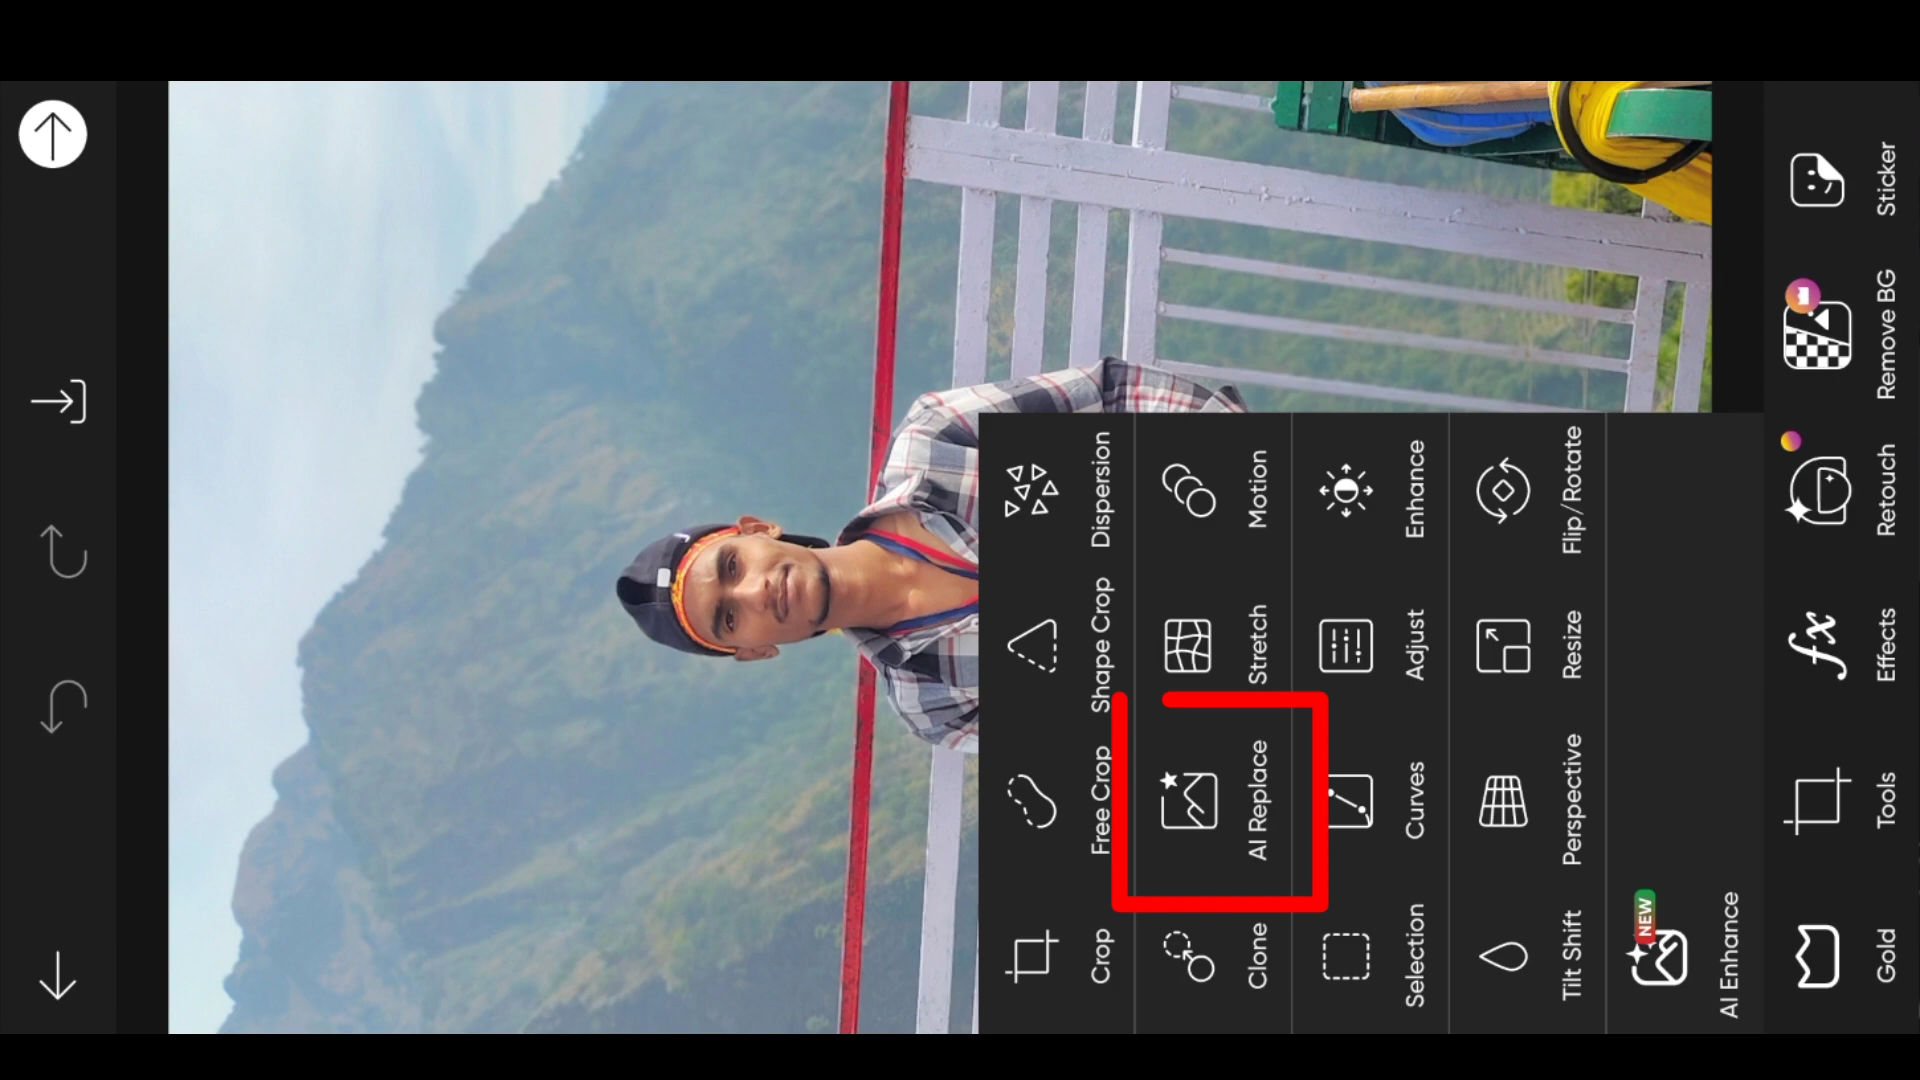 Crop
Free Crop
Shape Crop
Dispersion
Clone
AI Replace
Stretch
Motion
Selection
Curves
Adjust
Enhance
Tilt Shift
Perspective
Resize
Flip/Rotate
NEW
AI Enhance
Gold
Tools
Effects
Retouch
Remove BG
Sticker